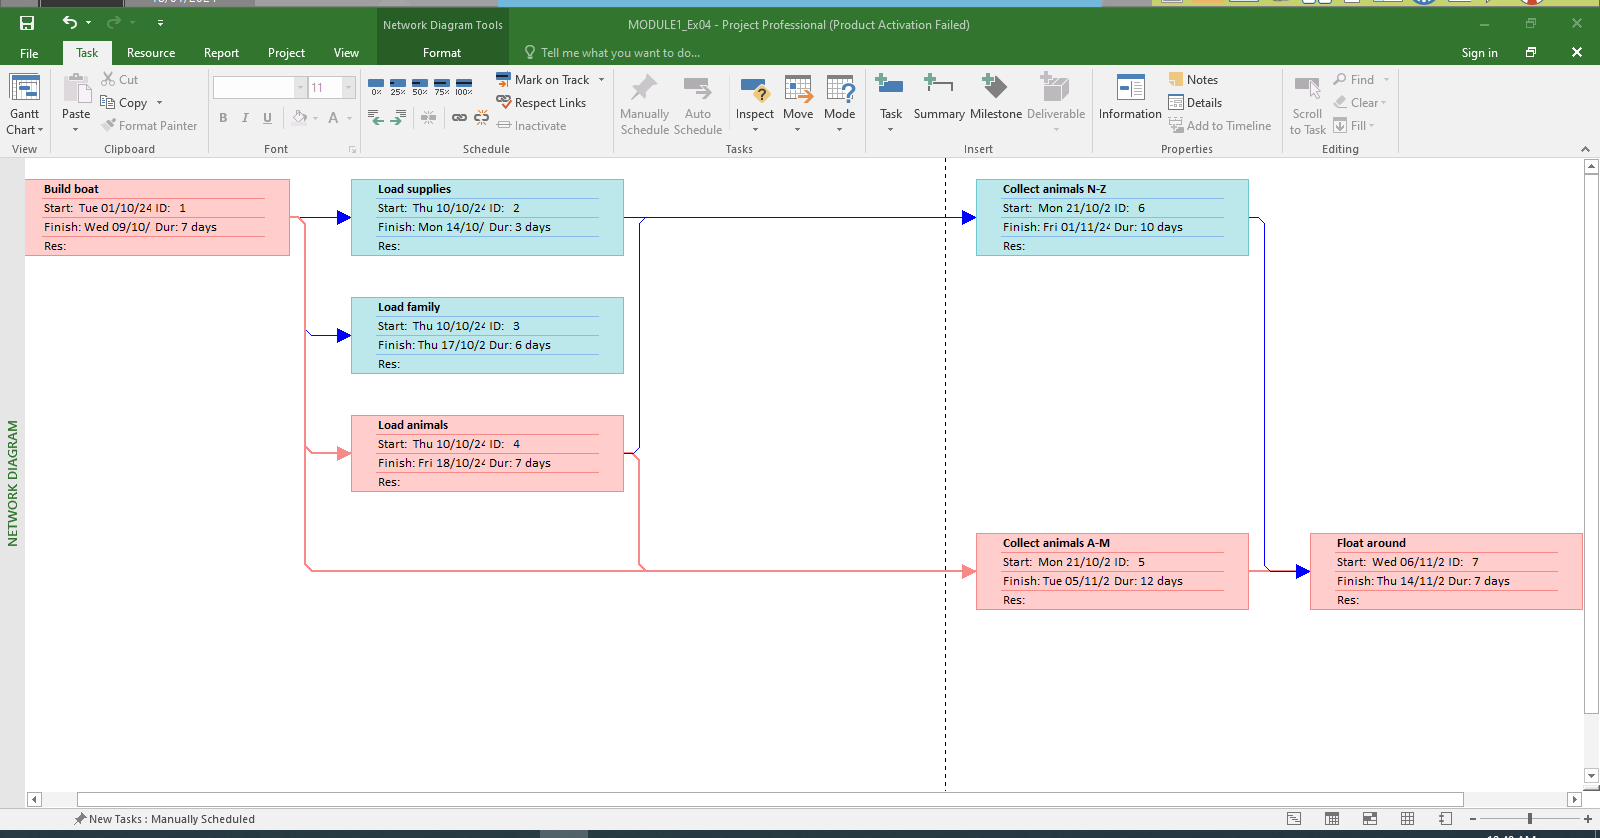 Network Diagram Tools
MODULE1_Ex04 - Project Professional (Product Activation Failed)
File Task Resource Report Project View Format Tell me what you want to do... Sign in
Gantt Chart
View
Paste
Cut
Copy
Format Painter
Clipboard
11
B I U A
Font
0% 25% 50% 75% 100%
Mark on Track
Respect Links
Inactivate
Schedule
Manually Schedule
Auto Schedule
Inspect
Move
Mode
Tasks
Task
Summary
Milestone
Deliverable
Insert
Information
Notes
Details
Add to Timeline
Properties
Scroll to Task
Find
Clear
Fill
Editing
NETWORK DIAGRAM
Build boat
Start: Tue 01/10/24 ID: 1
Finish: Wed 09/10/ Dur: 7 days
Res:
Load supplies
Start: Thu 10/10/24 ID: 2
Finish: Mon 14/10/ Dur: 3 days
Res:
Collect animals N-Z
Start: Mon 21/10/2 ID: 6
Finish: Fri 01/11/24 Dur: 10 days
Res:
Load family
Start: Thu 10/10/24 ID: 3
Finish: Thu 17/10/2 Dur: 6 days
Res:
Load animals
Start: Thu 10/10/24 ID: 4
Finish: Fri 18/10/24 Dur: 7 days
Res:
Collect animals A-M
Start: Mon 21/10/2 ID: 5
Finish: Tue 05/11/2 Dur: 12 days
Res:
Float around
Start: Wed 06/11/2 ID: 7
Finish: Thu 14/11/2 Dur: 7 days
Res:
New Tasks : Manually Scheduled